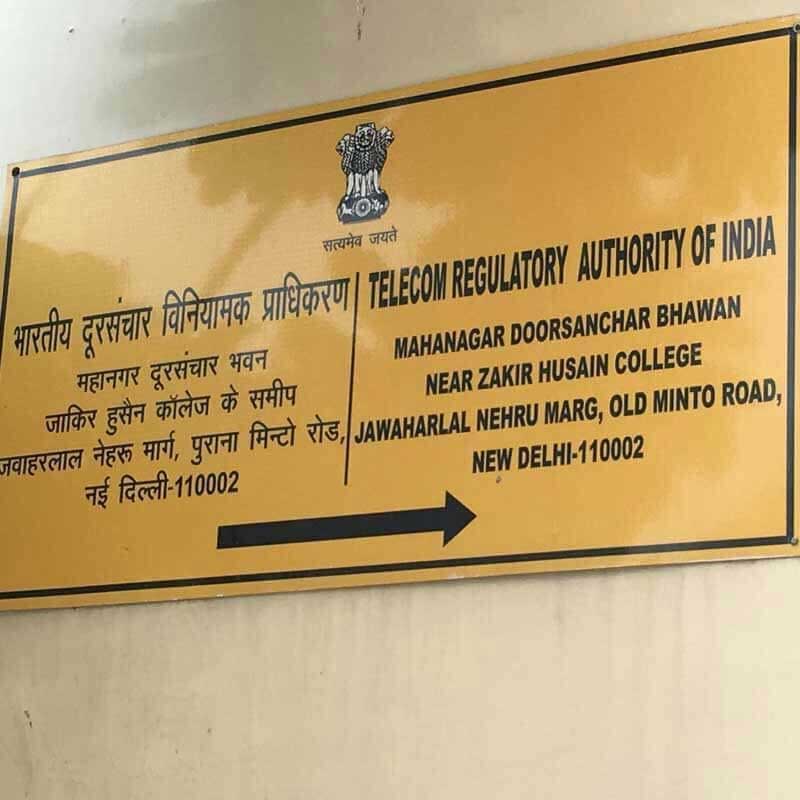 सत्यमेव जयते
भारतीय दूरसंचार विनियामक प्राधिकरण
महानगर दूरसंचार भवन
जाकिर हुसैन कॉलेज के समीप
जवाहरलाल नेहरू मार्ग, पुराना मिन्टो रोड,
नई दिल्ली-110002
TELECOM REGULATORY AUTHORITY OF INDIA
MAHANAGAR DOORSANCHAR BHAWAN
NEAR ZAKIR HUSAIN COLLEGE
JAWAHARLAL NEHRU MARG, OLD MINTO ROAD,
NEW DELHI-110002